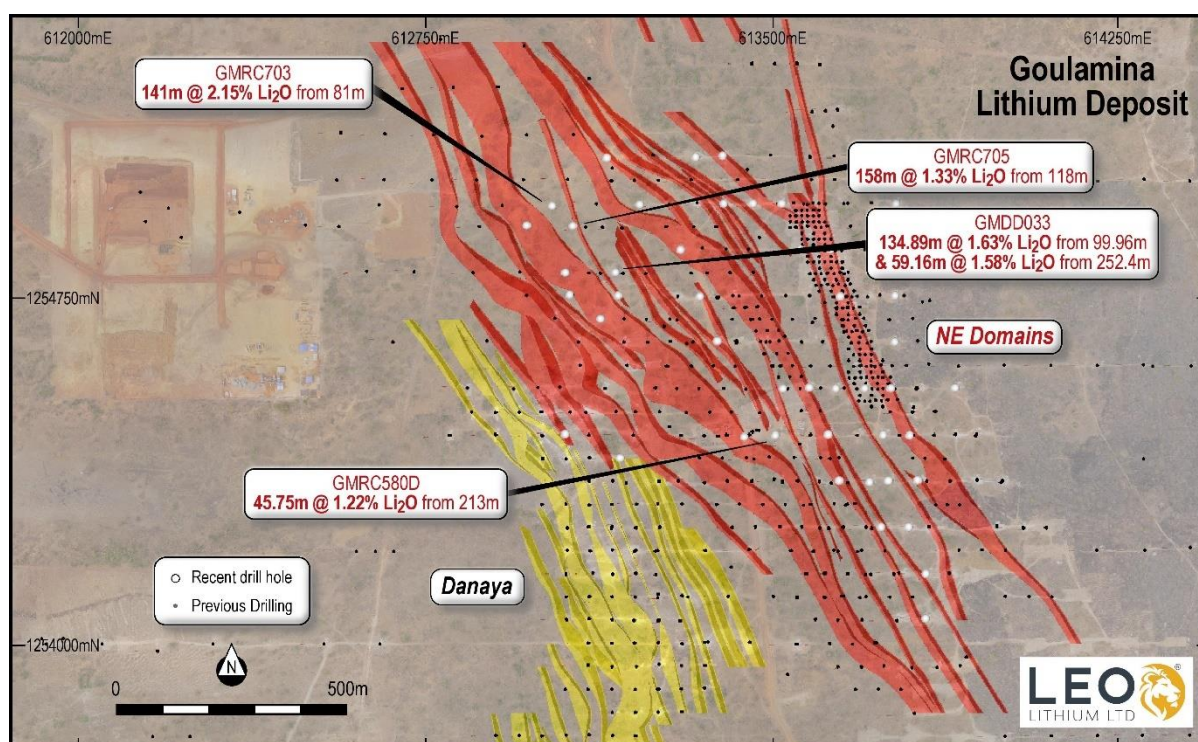 612000mE
612750mE
613500mE
614250mE
Goulamina
Lithium Deposit
GMRC703
141m @ 2.15% Li₂O from 81m
GMRC705
158m @ 1.33% Li₂O from 118m
GMDD033
134.89m @ 1.63% Li₂O from 99.96m
& 59.16m @ 1.58% Li₂O from 252.4m
1254750mN
NE Domains
GMRC580D
45.75m @ 1.22% Li₂O from 213m
Danaya
Recent drill hole
Previous Drilling
1254000mN
N
0
500m
LEO
LITHIUM LTD